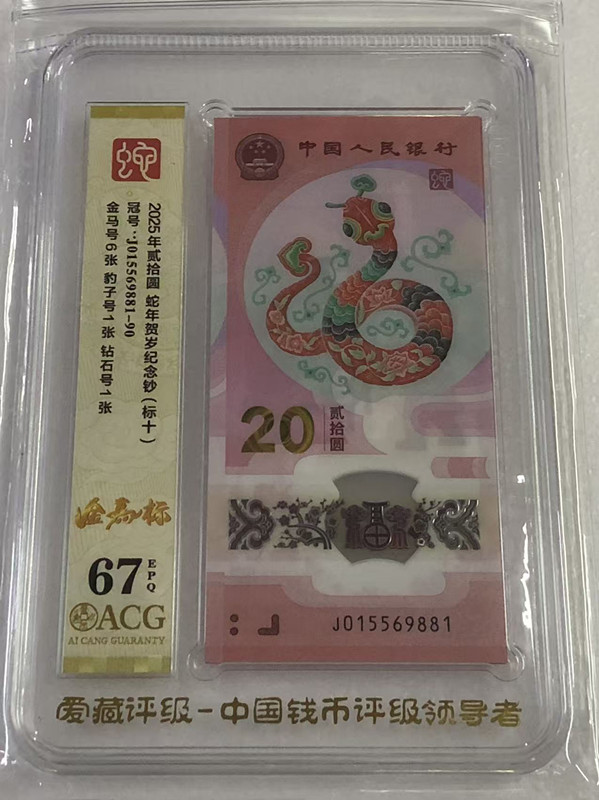 蛇
2025年贰拾圆 蛇年贺岁纪念钞(标十)
冠号:J015569881-90
金马号6张 豹子号1张 钻石号1张
67
EPQ
ACG
AI CANG GUARANTY
中国人民银行
蛇
20
贰拾圆
J015569881
爱藏评级-中国钱币评级领导者